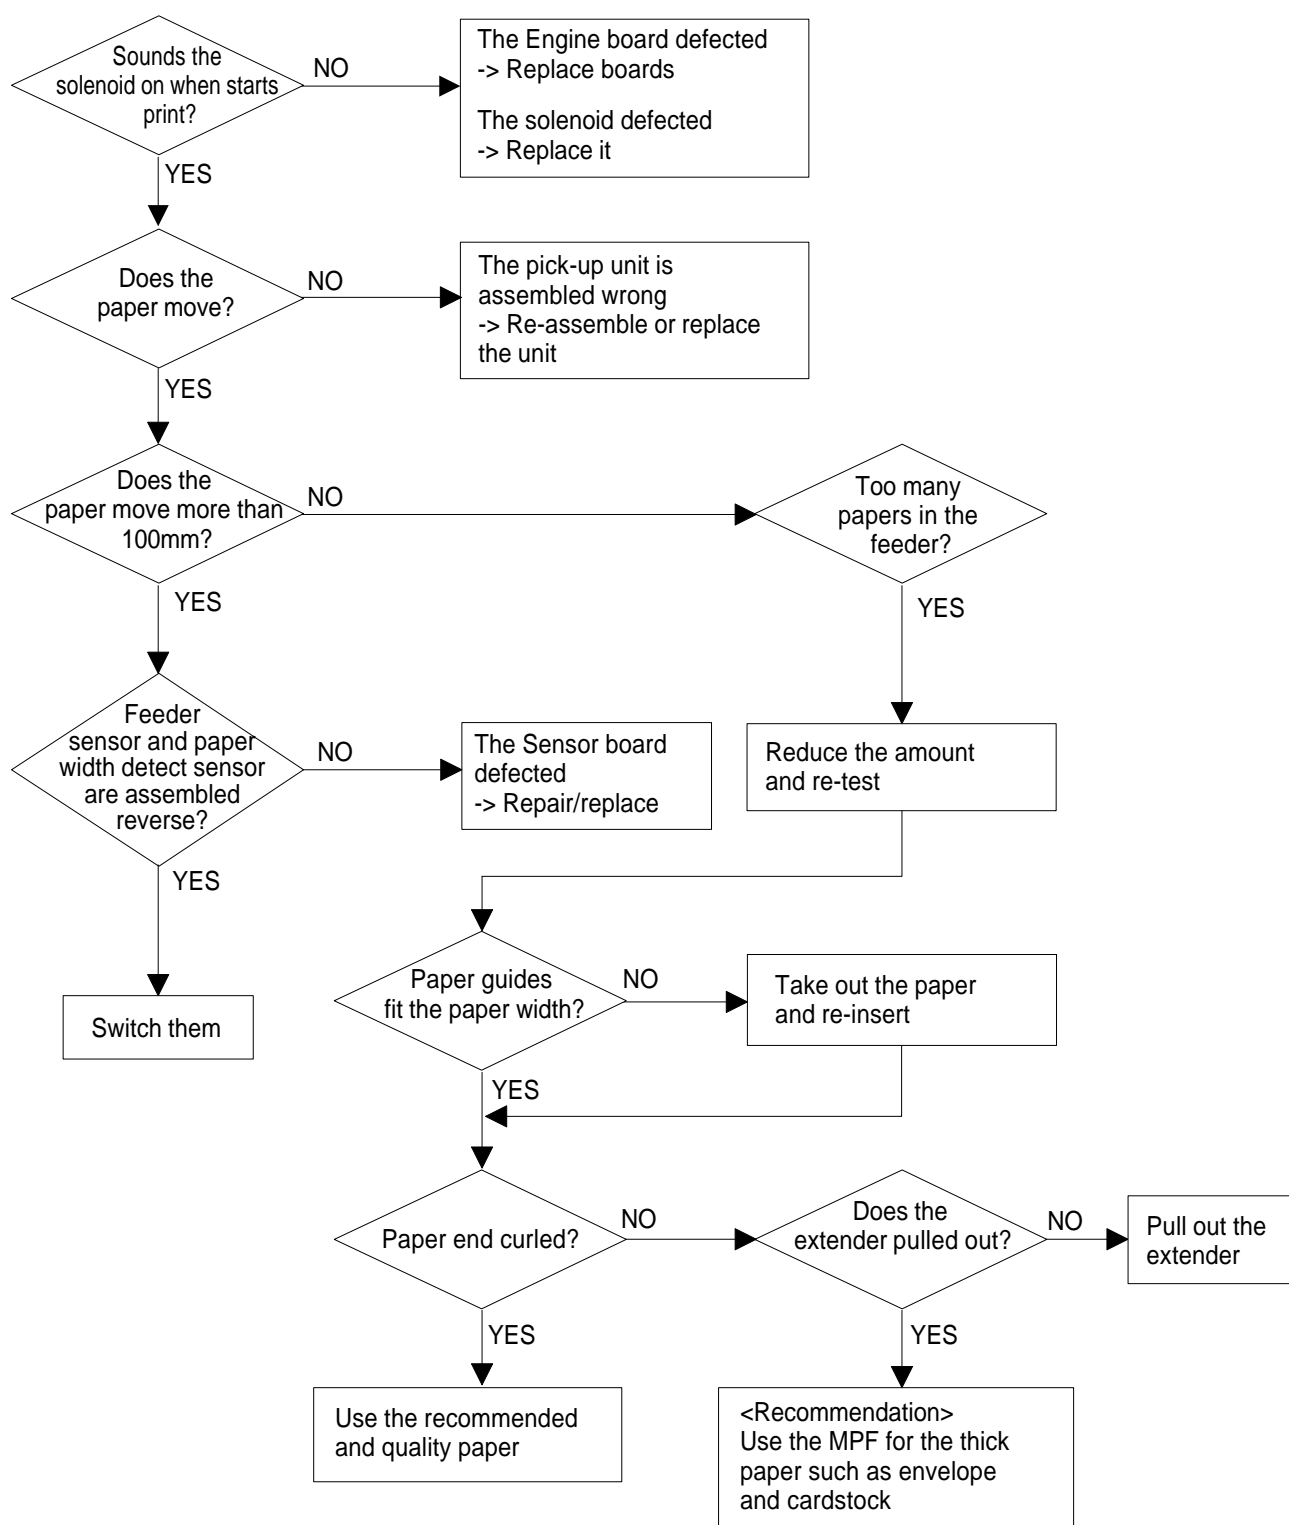 Sounds the
solenoid on when starts
print?
NO
The Engine board defected
-> Replace boards
The solenoid defected
-> Replace it
YES
Does the
paper move?
NO
The pick-up unit is
assembled wrong
-> Re-assemble or replace
the unit
YES
Does the
paper move more than
100mm?
NO
Too many
papers in the
feeder?
YES
YES
Feeder
sensor and paper
width detect sensor
are assembled
reverse?
NO
The Sensor board
defected
-> Repair/replace
Reduce the amount
and re-test
YES
Switch them
Paper guides
fit the paper width?
NO
Take out the paper
and re-insert
YES
Paper end curled?
NO
Does the
extender pulled out?
NO
Pull out the
extender
YES
YES
Use the recommended
and quality paper
<Recommendation>
Use the MPF for the thick
paper such as envelope
and cardstock